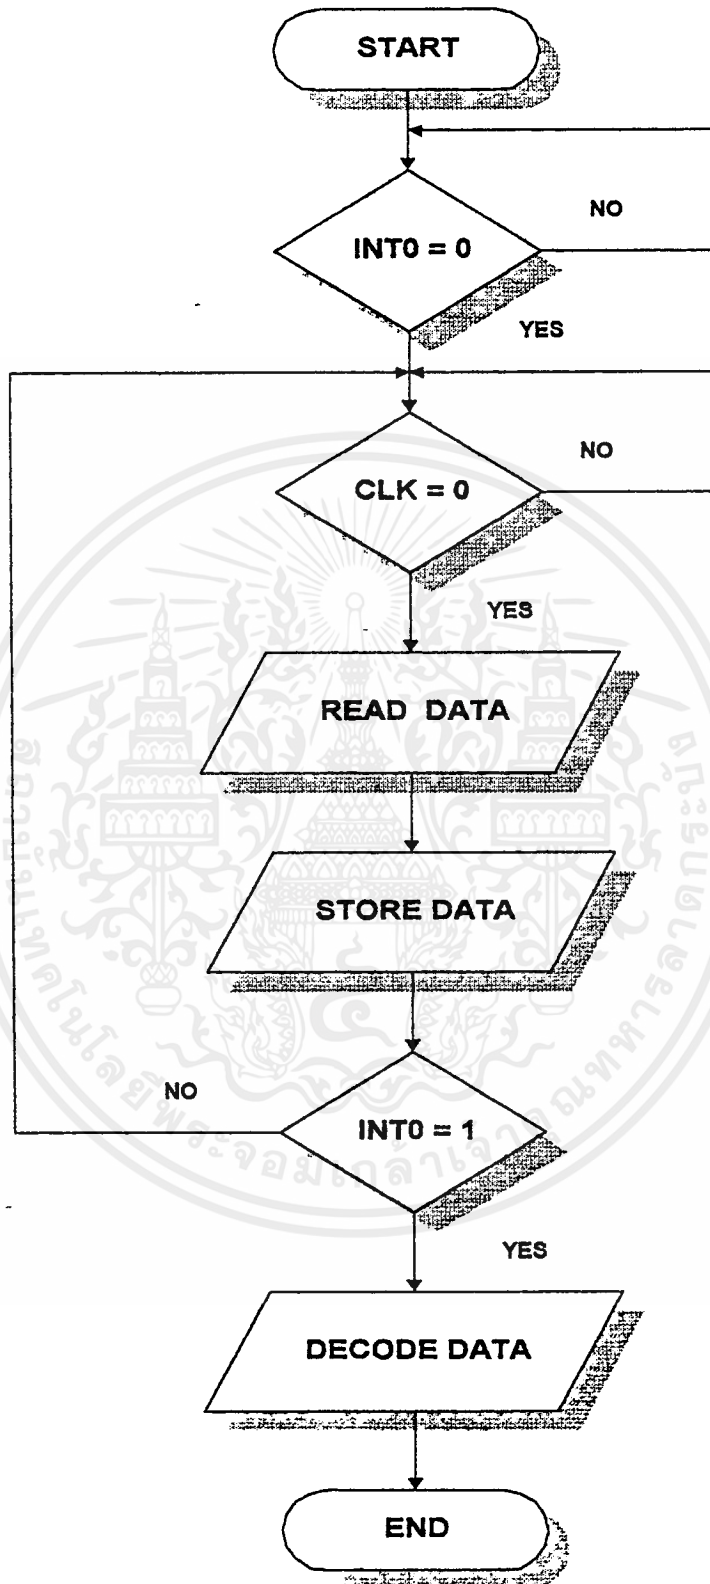 START
INT0 = 0
NO
YES
CLK = 0
NO
YES
READ DATA
STORE DATA
INT0 = 1
NO
YES
DECODE DATA
END